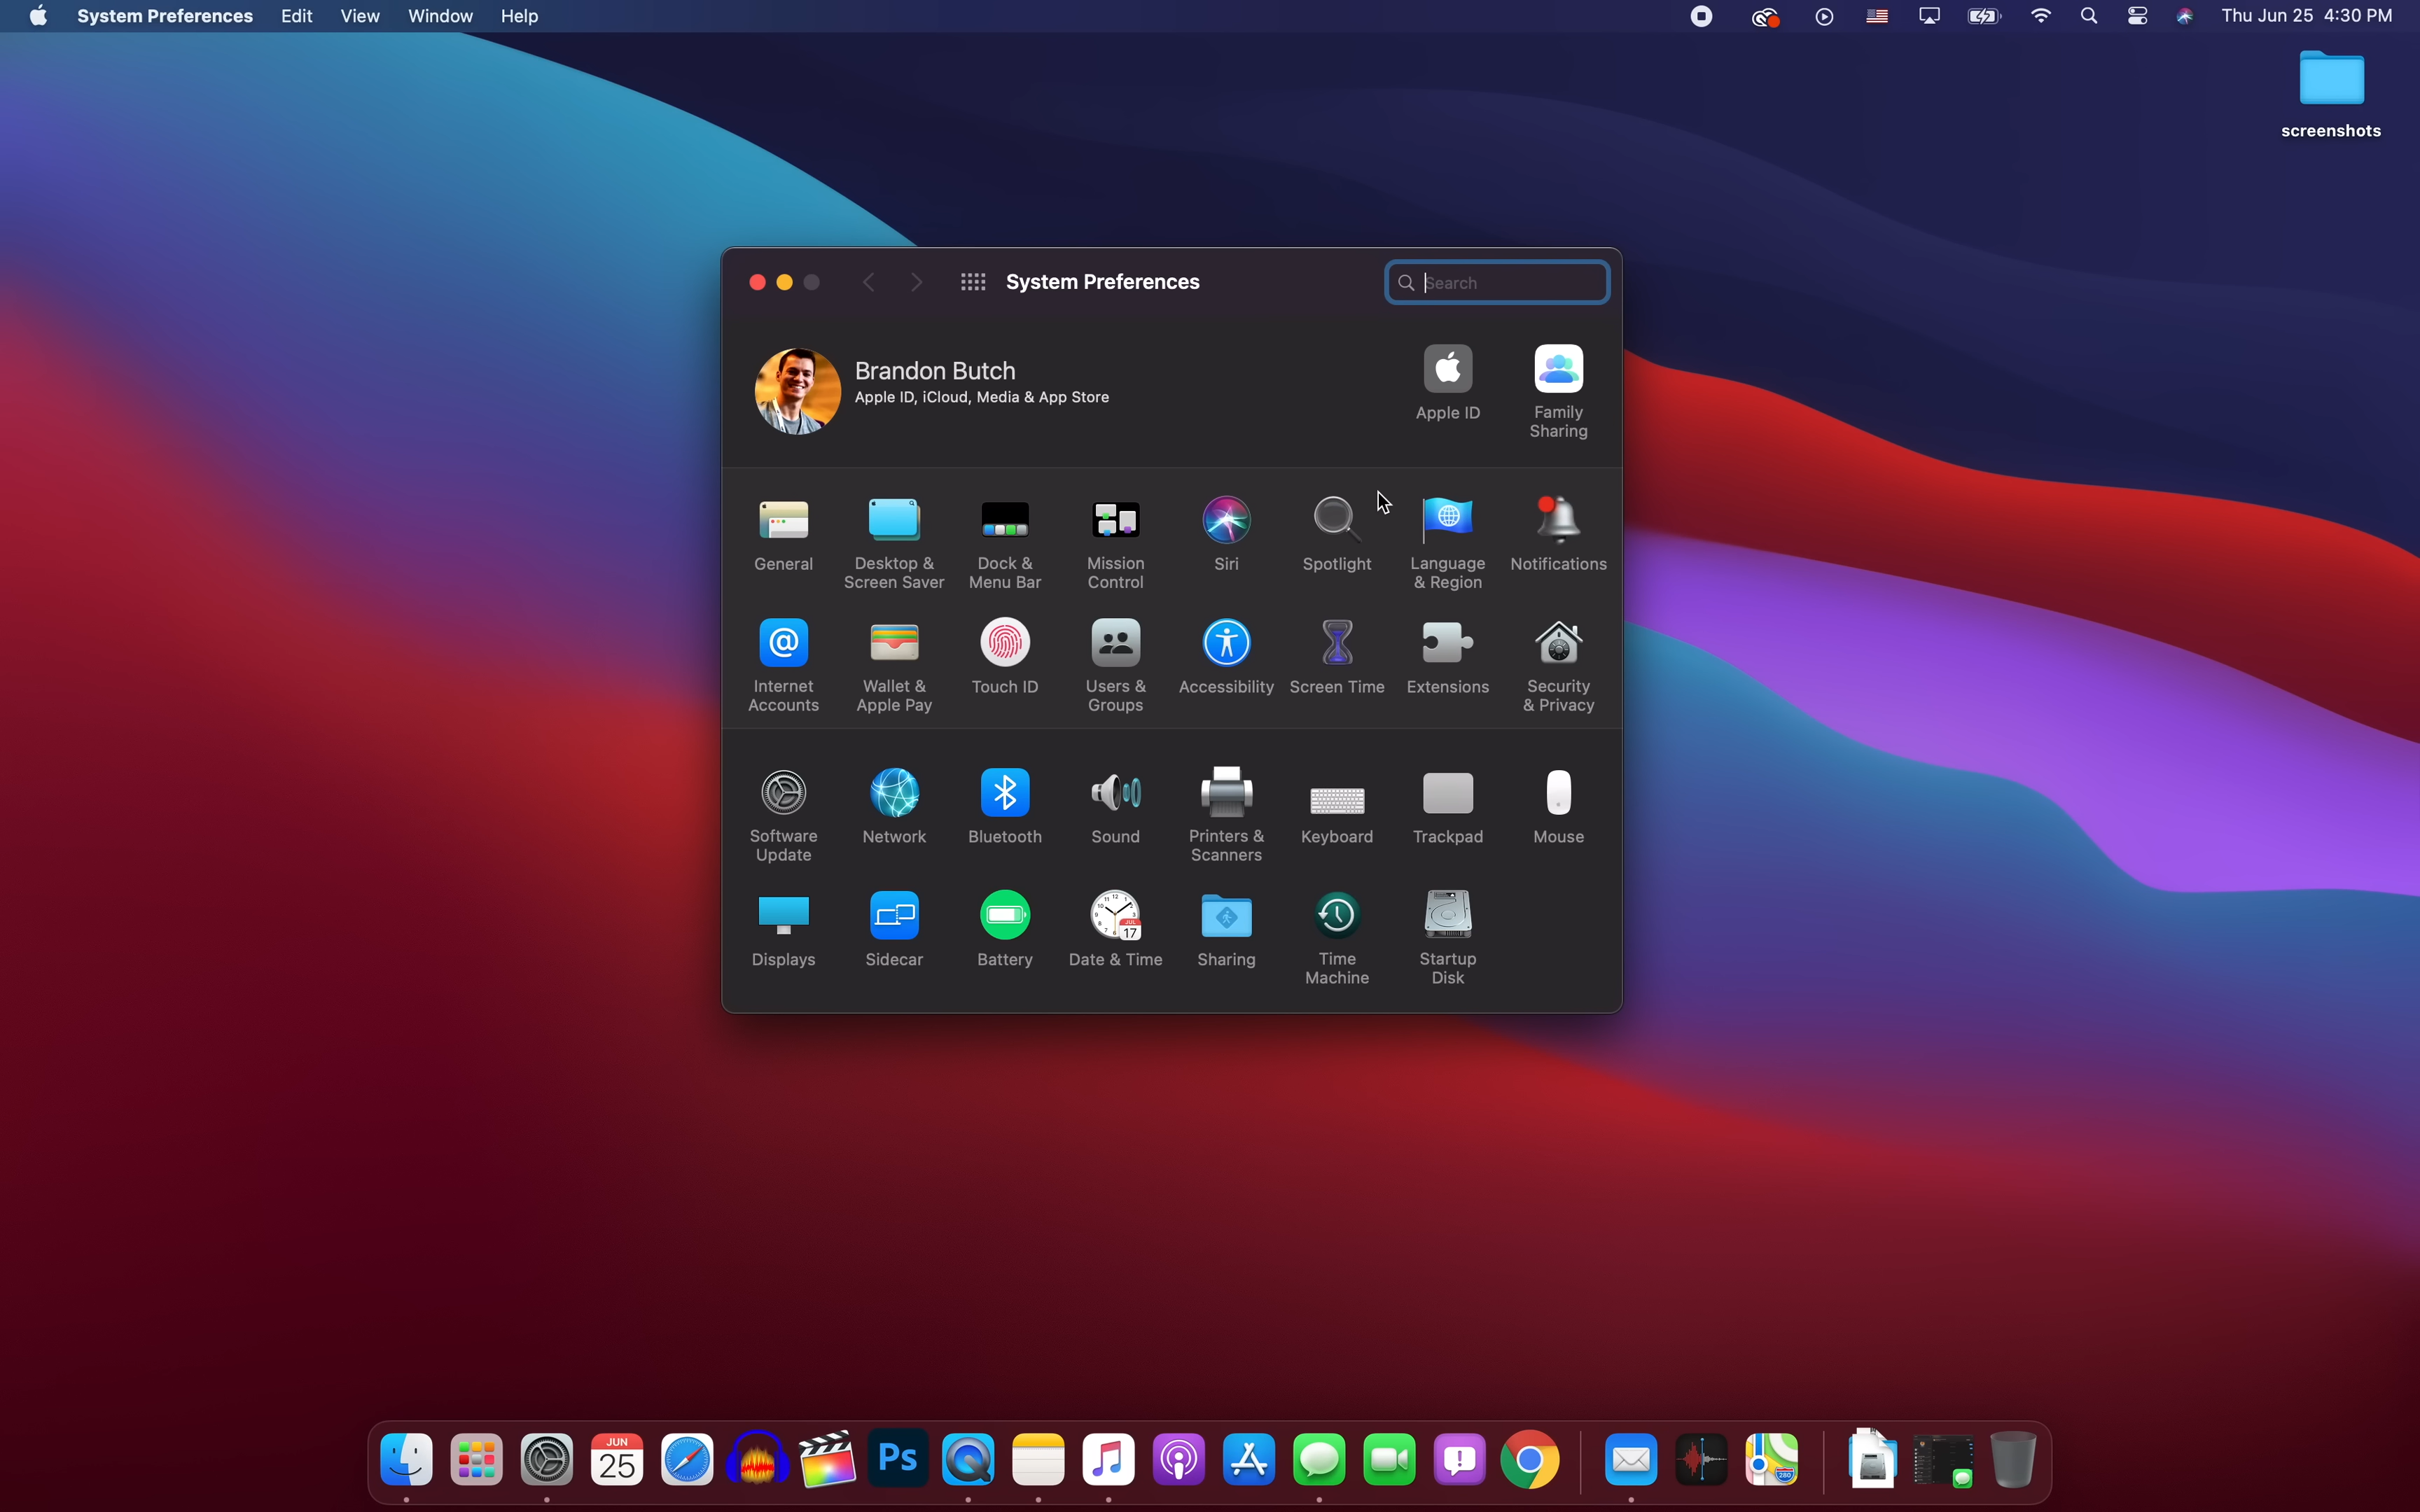 System Preferences Edit View Window Help Thu Jun 25 4:30 PM
screenshots
System Preferences Search
Brandon Butch
Apple ID, iCloud, Media & App Store
Apple ID
Family
Sharing
General
Desktop &
Screen Saver
Dock &
Menu Bar
Mission
Control
Siri
Spotlight
Language
& Region
Notifications
Internet
Accounts
Wallet &
Apple Pay
Touch ID
Users &
Groups
Accessibility
Screen Time
Extensions
Security
& Privacy
Software
Update
Network
Bluetooth
Sound
Printers &
Scanners
Keyboard
Trackpad
Mouse
Displays
Sidecar
JUL
17
Battery
Date & Time
Sharing
Time
Machine
Startup
Disk
JUN
25
Ps
280